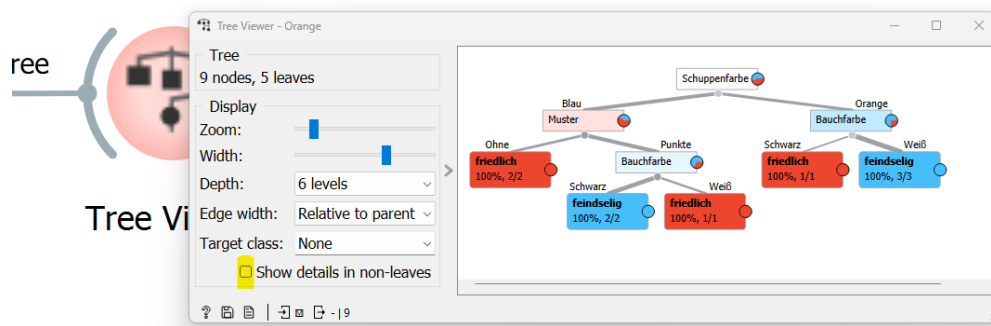 Tree Viewer - Orange
ree
Tree Vi
Tree
9 nodes, 5 leaves
Display
Zoom:
Width:
Depth: 6 levels
Edge width: Relative to parent
Target class: None
Show details in non-leaves
? - | 9
Schuppenfarbe
Blau Orange
Muster Bauchfarbe
Ohne Punkte Schwarz Weiß
friedlich Bauchfarbe friedlich feindselig
100%, 2/2 100%, 1/1 100%, 3/3
Schwarz Weiß
feindselig friedlich
100%, 2/2 100%, 1/1